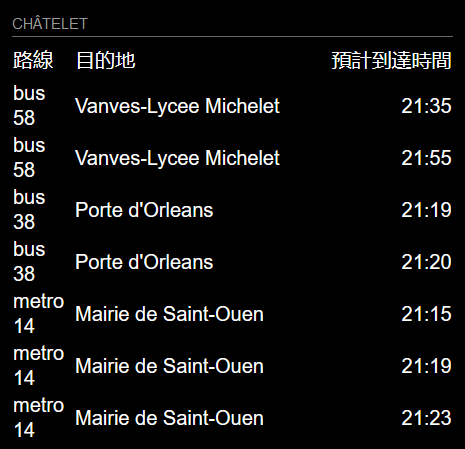 CHÂTELET
路線 目的地 預計到達時間
bus 58 Vanves-Lycee Michelet 21:35
bus 58 Vanves-Lycee Michelet 21:55
bus 38 Porte d'Orleans 21:19
bus 38 Porte d'Orleans 21:20
metro 14 Mairie de Saint-Ouen 21:15
metro 14 Mairie de Saint-Ouen 21:19
metro 14 Mairie de Saint-Ouen 21:23